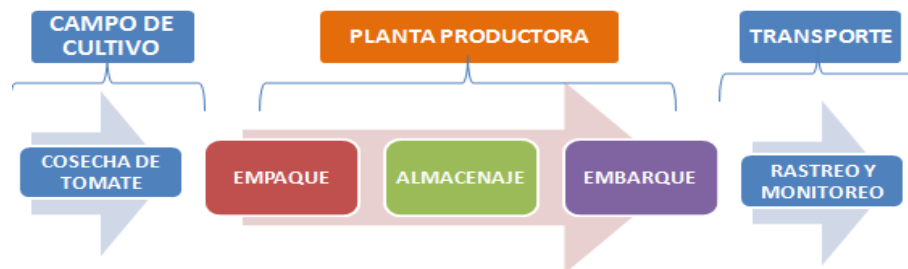 CAMPO DE
CULTIVO
PLANTA PRODUCTORA
TRANSPORTE
COSECHA DE
TOMATE
EMPAQUE
ALMACENAJE
EMBARQUE
RASTREO Y
MONITOREO